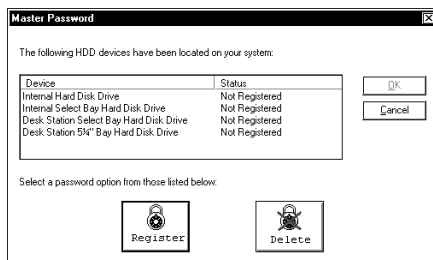 Master Password
The following HDD devices have been located on your system:
Device Status
Internal Hard Disk Drive Not Registered
Internal Select Bay Hard Disk Drive Not Registered
Desk Station Select Bay Hard Disk Drive Not Registered
Desk Station 5¼" Bay Hard Disk Drive Not Registered
OK
Cancel
Select a password option from those listed below:
Register Delete